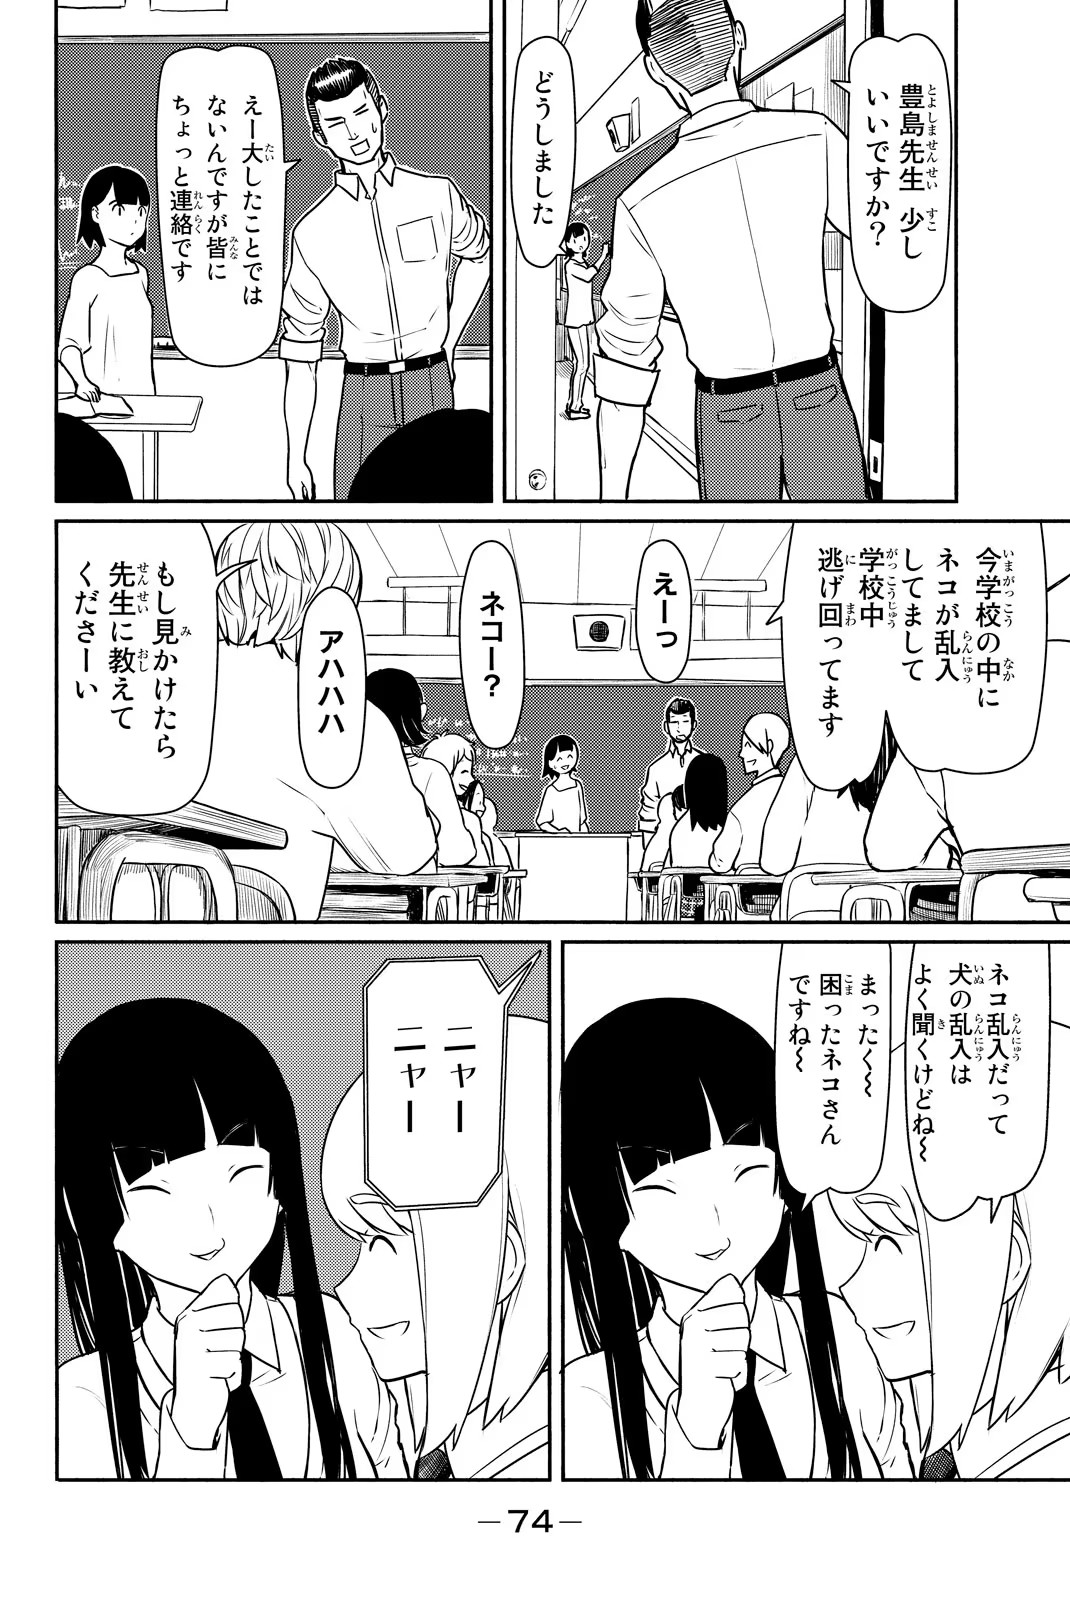 豊島先生 少し
いいですか？
どうしました
えー大したことでは
ないんですが皆に
ちょっと連絡です
今学校の中に
ネコが乱入
してまして
学校中
逃げ回ってます
えーっ
ネコー？
アハハハ
もし見かけたら
先生に教えて
くださーい
ネコ乱入だって
犬の乱入は
よく聞くけどね〜
まったく〜
困ったネコさん
ですね〜
ニャー
ニャー
—74—